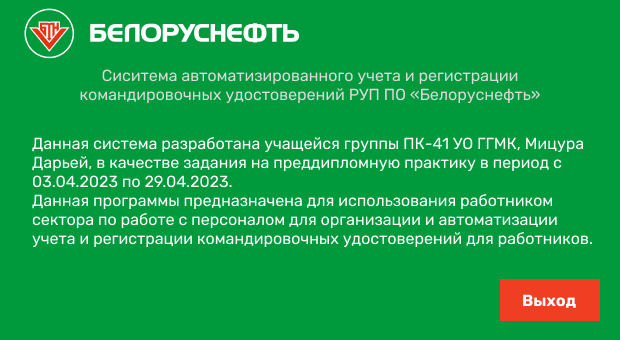 БЕЛОРУСНЕФТЬ
Сиситема автоматизированного учета и регистрации
командировочных удостоверений РУП ПО «Белоруснефть»
Данная система разработана учащейся группы ПК-41 УО ГГМК, Мицура
Дарьей, в качестве задания на преддипломную практику в период с
03.04.2023 по 29.04.2023.
Данная программы предназначена для использования работником
сектора по работе с персоналом для организации и автоматизации
учета и регистрации командировочных удостоверений для работников.
Выход